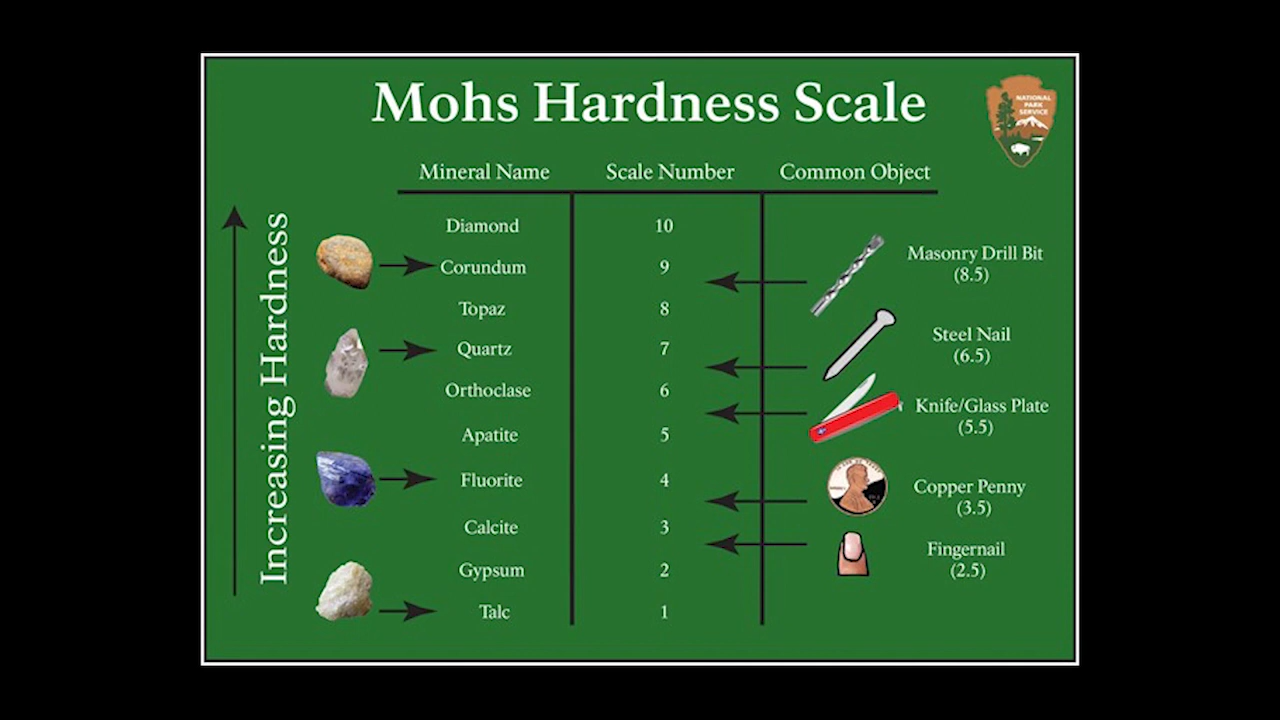 Mohs Hardness Scale
NATIONAL
PARK
SERVICE
Mineral Name Scale Number Common Object
Increasing Hardness
Diamond 10
Masonry Drill Bit
(8.5)
Corundum 9
Topaz 8
Steel Nail
(6.5)
Quartz 7
Orthoclase 6
Knife/Glass Plate
(5.5)
Apatite 5
Fluorite 4
Copper Penny
(3.5)
Calcite 3
Fingernail
(2.5)
Gypsum 2
Talc 1